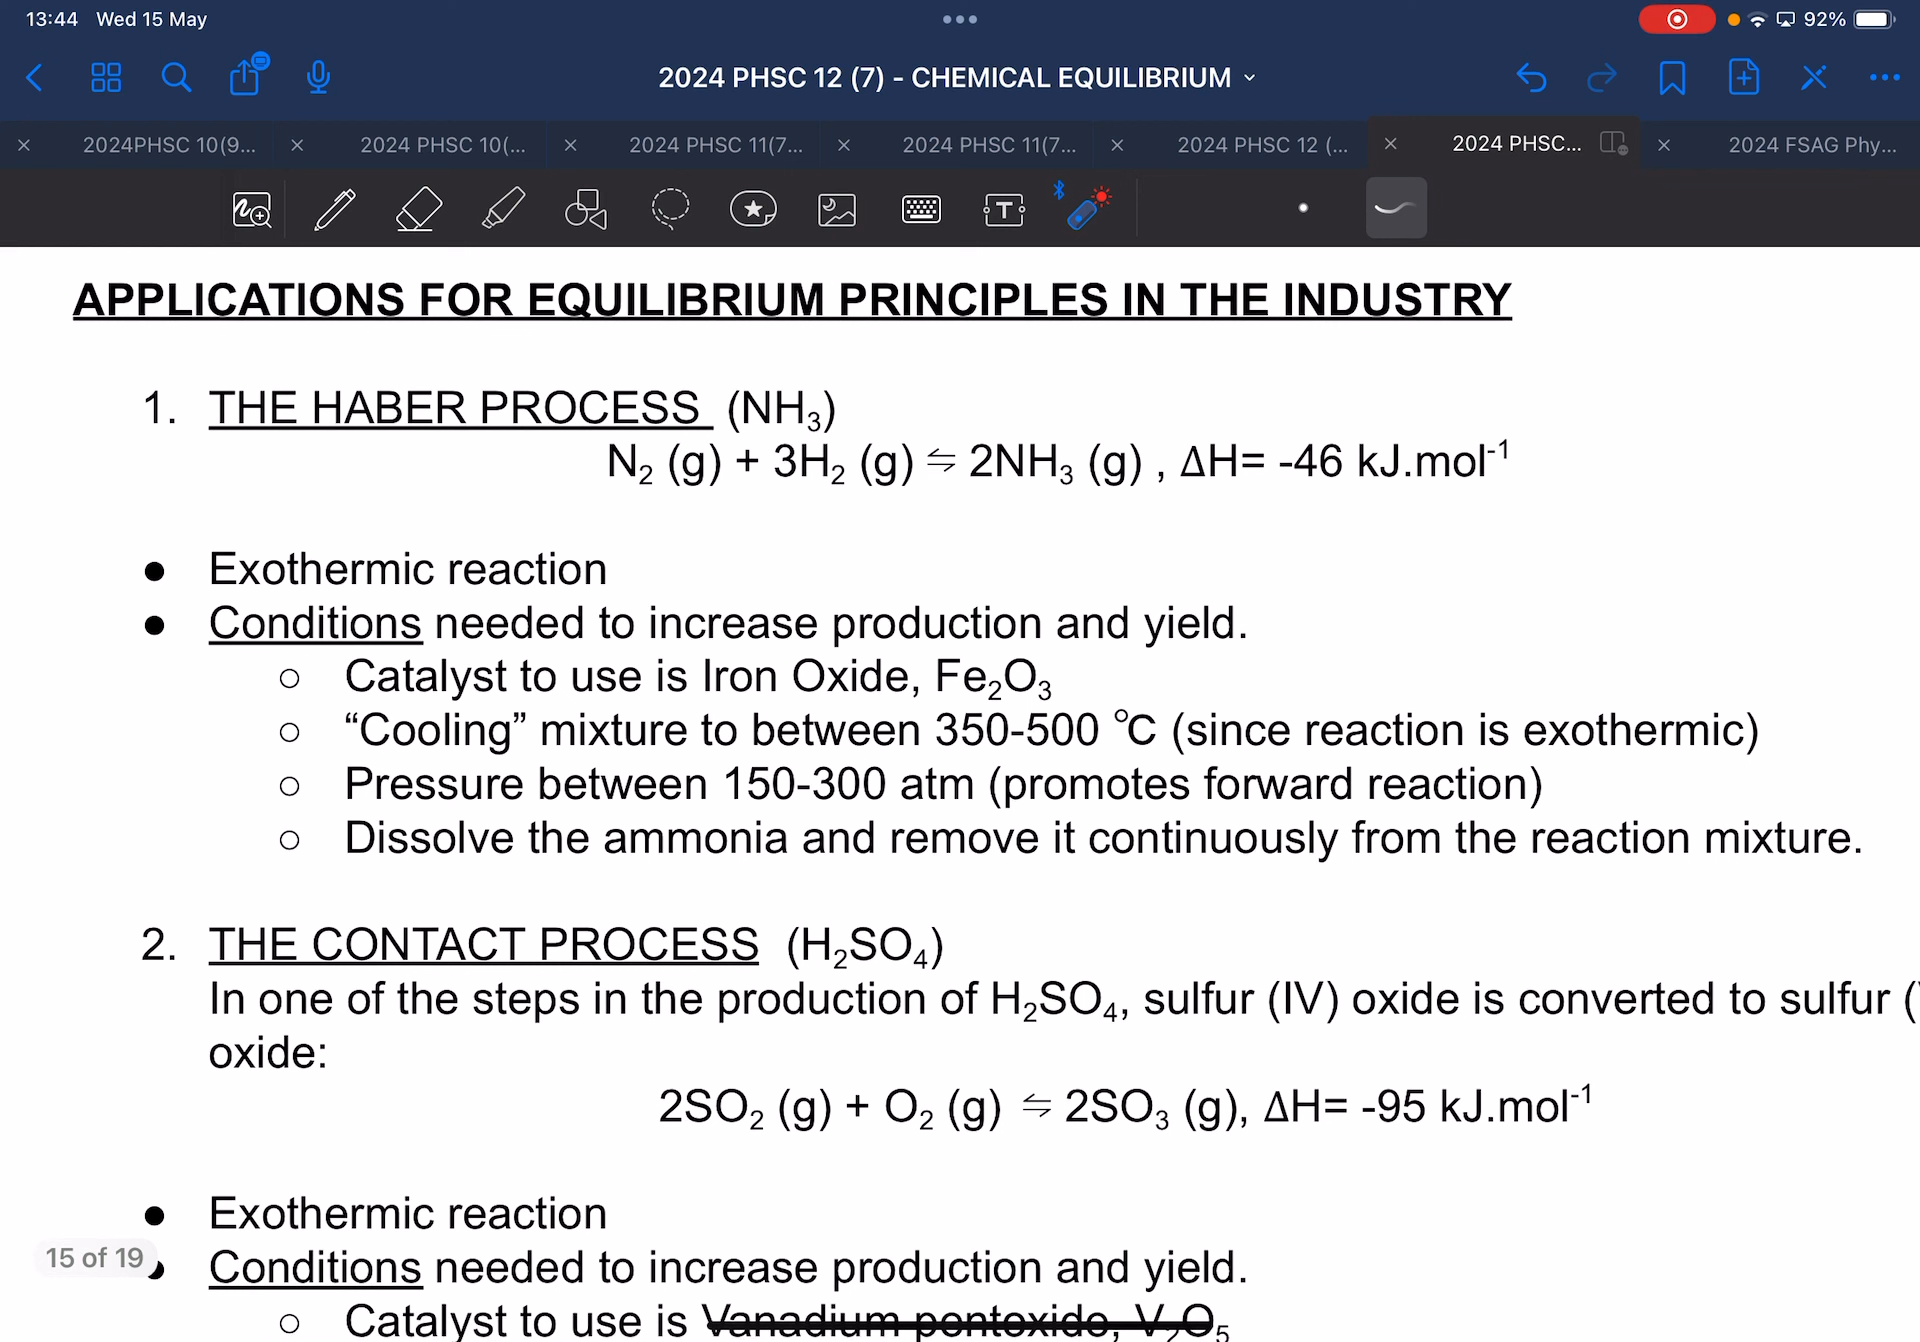 13:44 Wed 15 May
92%
2024 PHSC 12 (7) - CHEMICAL EQUILIBRIUM
2024PHSC 10(9... 2024 PHSC 10(... 2024 PHSC 11(7... 2024 PHSC 11(7... 2024 PHSC 12 (... 2024 PHSC... 2024 FSAG Phy...
APPLICATIONS FOR EQUILIBRIUM PRINCIPLES IN THE INDUSTRY
1. THE HABER PROCESS (NH₃)
N₂ (g) + 3H₂ (g) ⇋ 2NH₃ (g) , ΔH= -46 kJ.mol⁻¹
● Exothermic reaction
● Conditions needed to increase production and yield.
○ Catalyst to use is Iron Oxide, Fe₂O₃
○ “Cooling” mixture to between 350-500 ℃ (since reaction is exothermic)
○ Pressure between 150-300 atm (promotes forward reaction)
○ Dissolve the ammonia and remove it continuously from the reaction mixture.
2. THE CONTACT PROCESS (H₂SO₄)
In one of the steps in the production of H₂SO₄, sulfur (IV) oxide is converted to sulfur (
oxide:
2SO₂ (g) + O₂ (g) ⇋ 2SO₃ (g), ΔH= -95 kJ.mol⁻¹
● Exothermic reaction
15 of 19
● Conditions needed to increase production and yield.
○ Catalyst to use is Vanadium pentoxide, V₂O₅